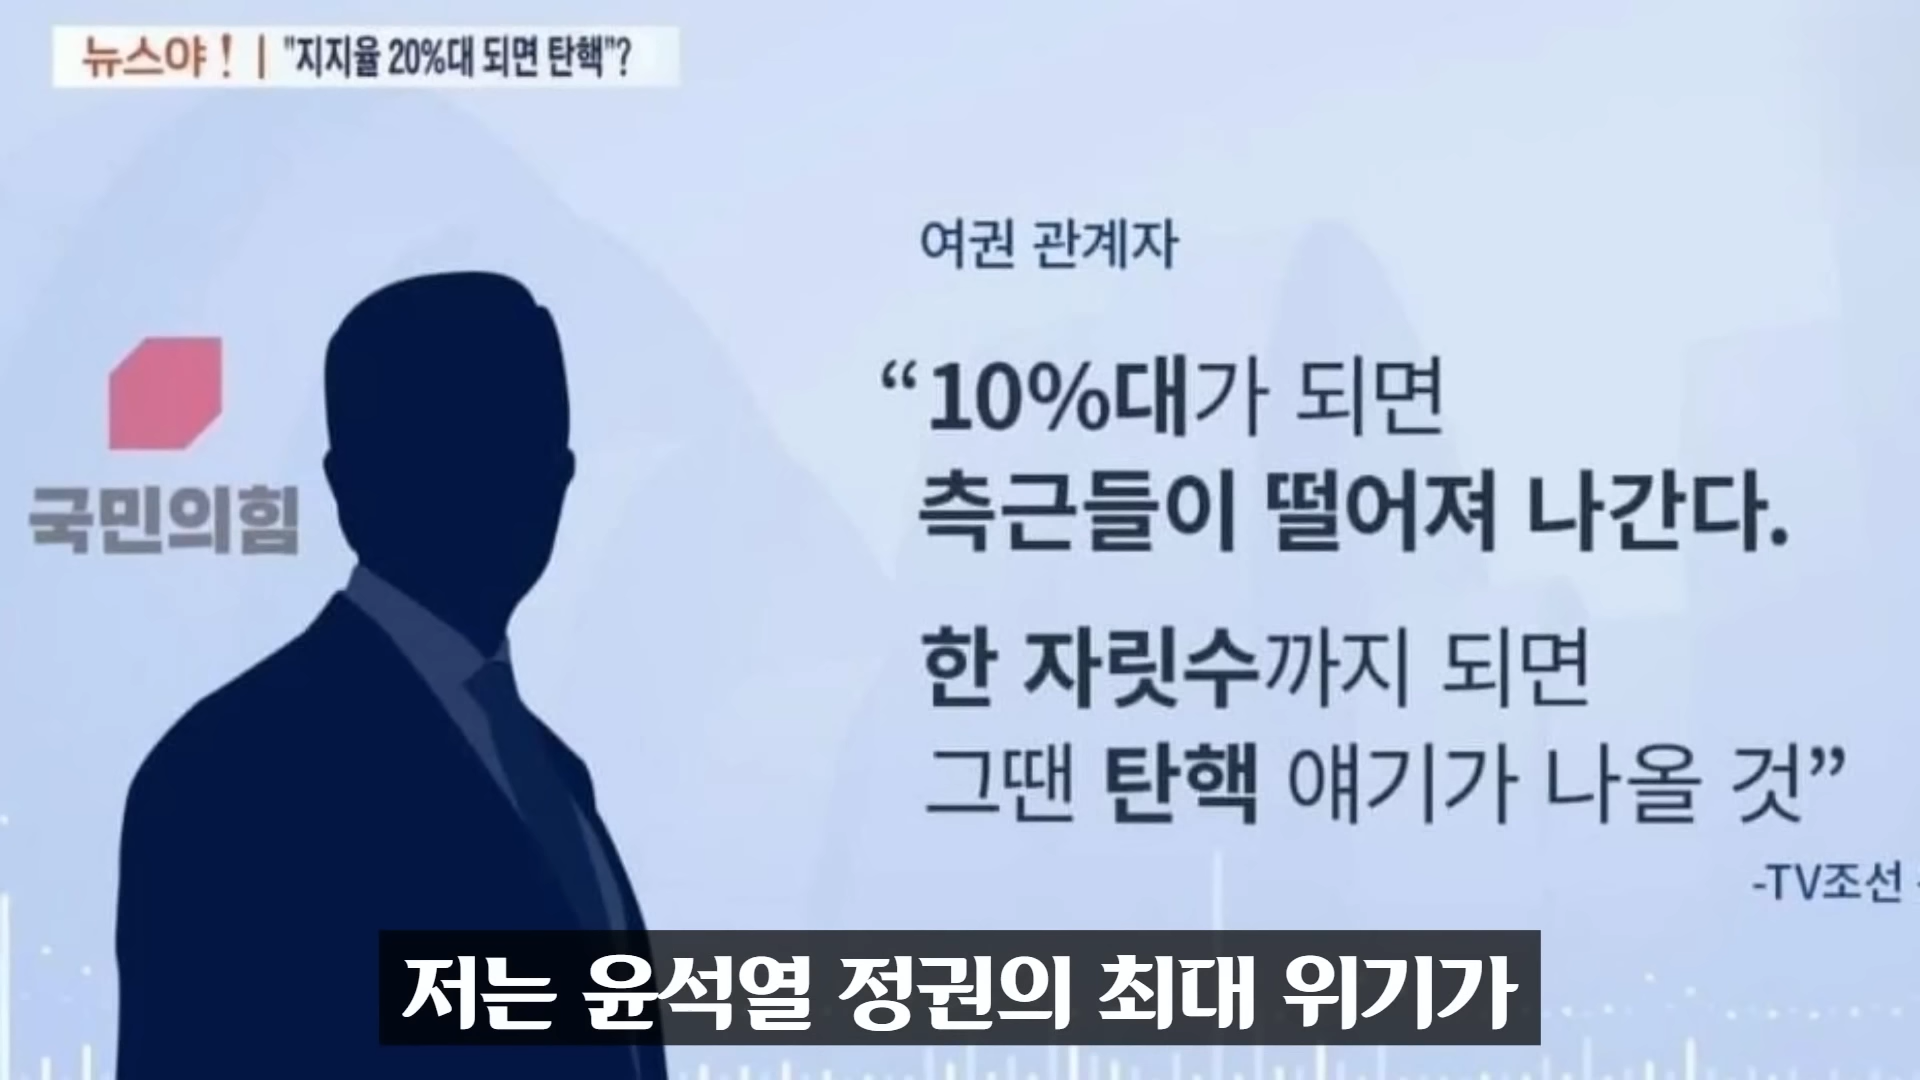 뉴스야! | "지지율 20%대 되면 탄핵"?
여권 관계자
“10%대가 되면
측근들이 떨어져 나간다.
국민의힘
한 자릿수까지 되면
그땐 탄핵 얘기가 나올 것”
-TV조선
저는 윤석열 정권의 최대 위기가